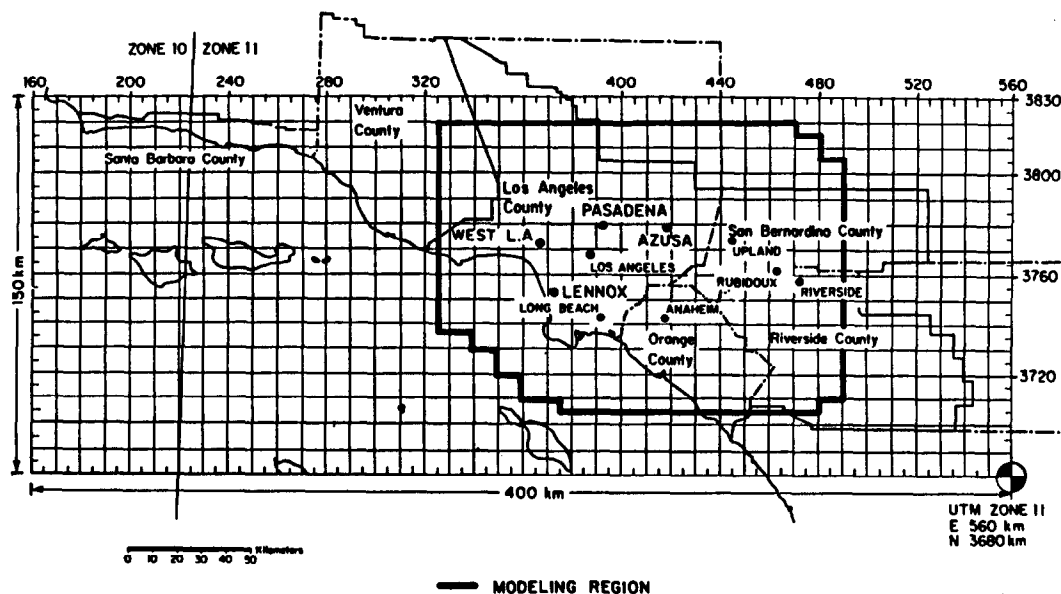 ZONE 10 ZONE 11
160 200 240 280 320 360 400 440 480 520 560
3830
Ventura
County
Santa Barbara County
3800
Los Angeles
County
PASADENA
WEST L.A
AZUSA
San Bernardino County
UPLAND
LOS ANGELES
3760
RUBIDOUX
RIVERSIDE
LENNOX
LONG BEACH
ANAHEIM
Orange
County
Riverside County
3720
150 km
400 km
UTM ZONE 11
E 560 km
N 3680 km
0 10 20 30 40 50 Kilometers
MODELING REGION